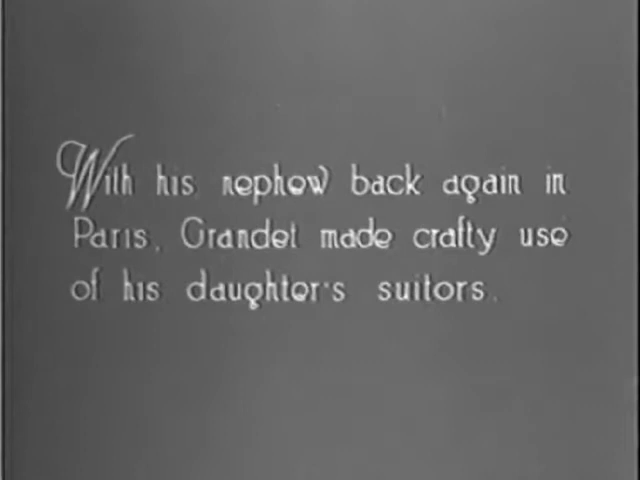 With his nephew back again in
Paris, Grandet made crafty use
of his daughter's suitors.